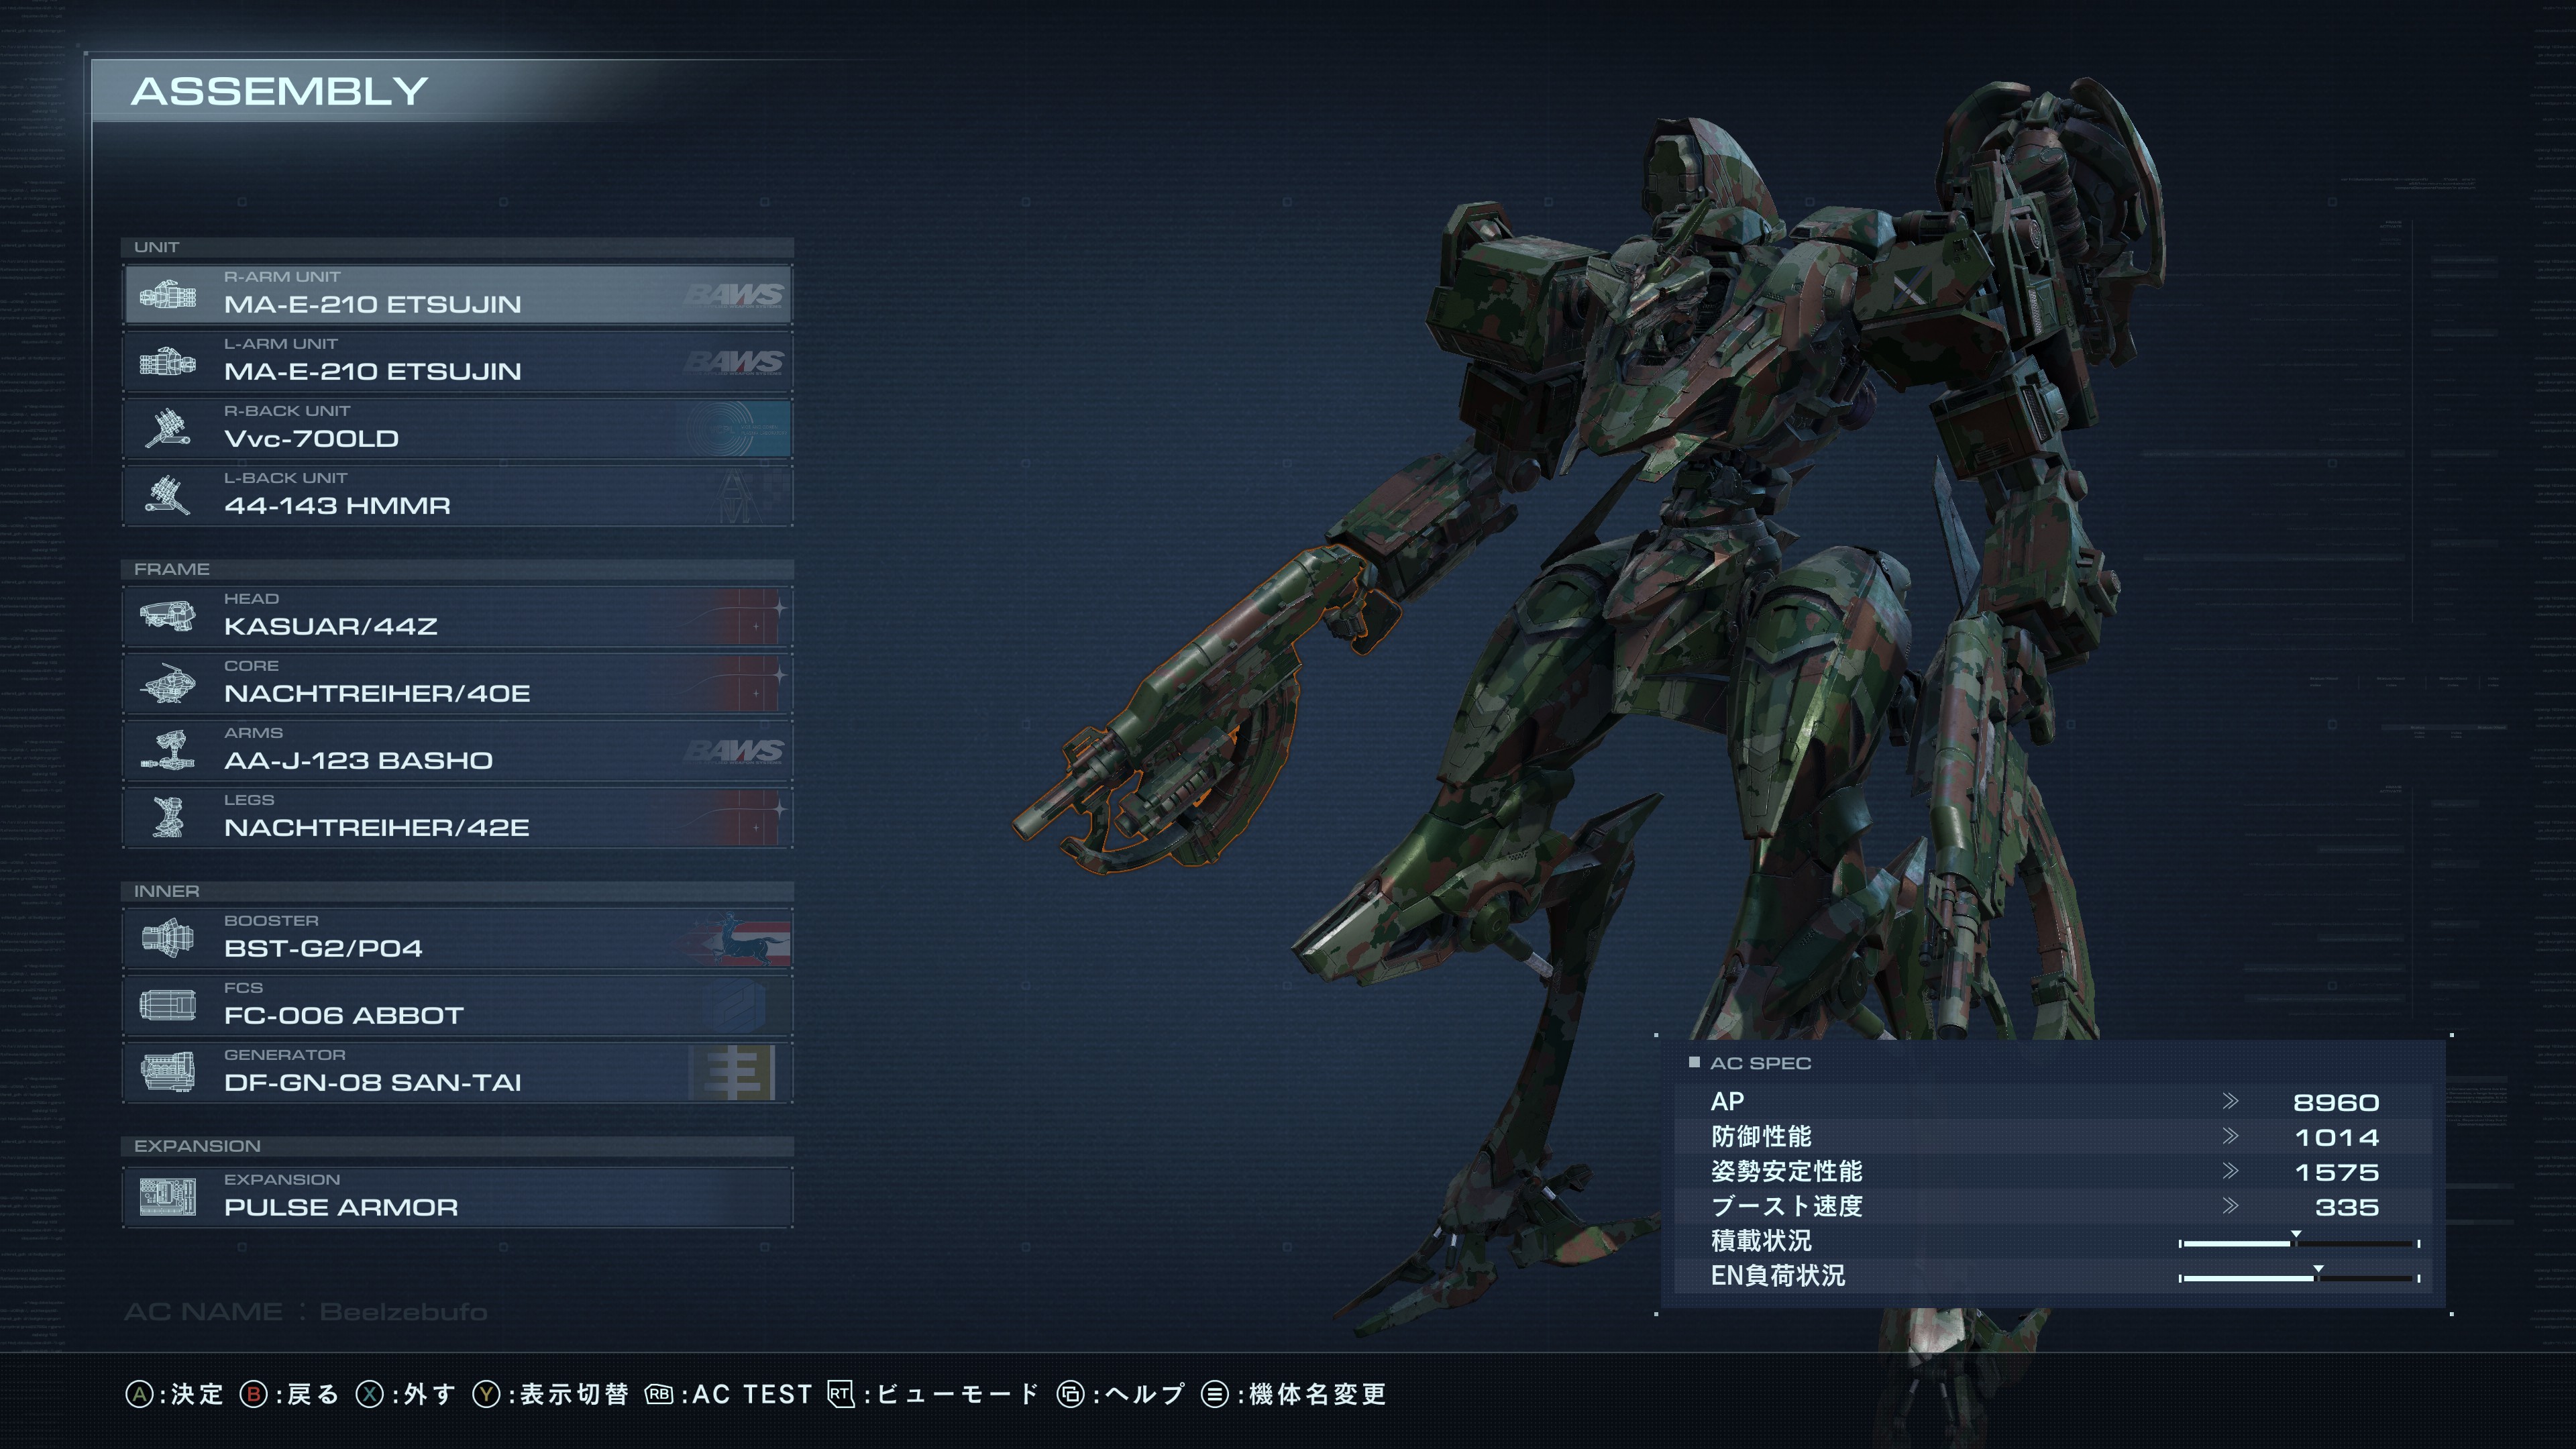 ASSEMBLY
UNIT
R-ARM UNIT
MA-E-210 ETSUJIN
BAWS
L-ARM UNIT
MA-E-210 ETSUJIN
BAWS
R-BACK UNIT
Vvc-700LD
L-BACK UNIT
44-143 HMMR
FRAME
HEAD
KASUAR/44Z
CORE
NACHTREIHER/40E
ARMS
AA-J-123 BASHO
BAWS
LEGS
NACHTREIHER/42E
INNER
BOOSTER
BST-G2/P04
FCS
FC-006 ABBOT
GENERATOR
DF-GN-08 SAN-TAI
EXPANSION
EXPANSION
PULSE ARMOR
AC NAME : Beelzebufo
AC SPEC
AP 8960
防御性能 1014
姿勢安定性能 1575
ブースト速度 335
積載状況
EN負荷状況
A:決定 B:戻る X:外す Y:表示切替 RB:AC TEST RT:ビューモード :ヘルプ :機体名変更